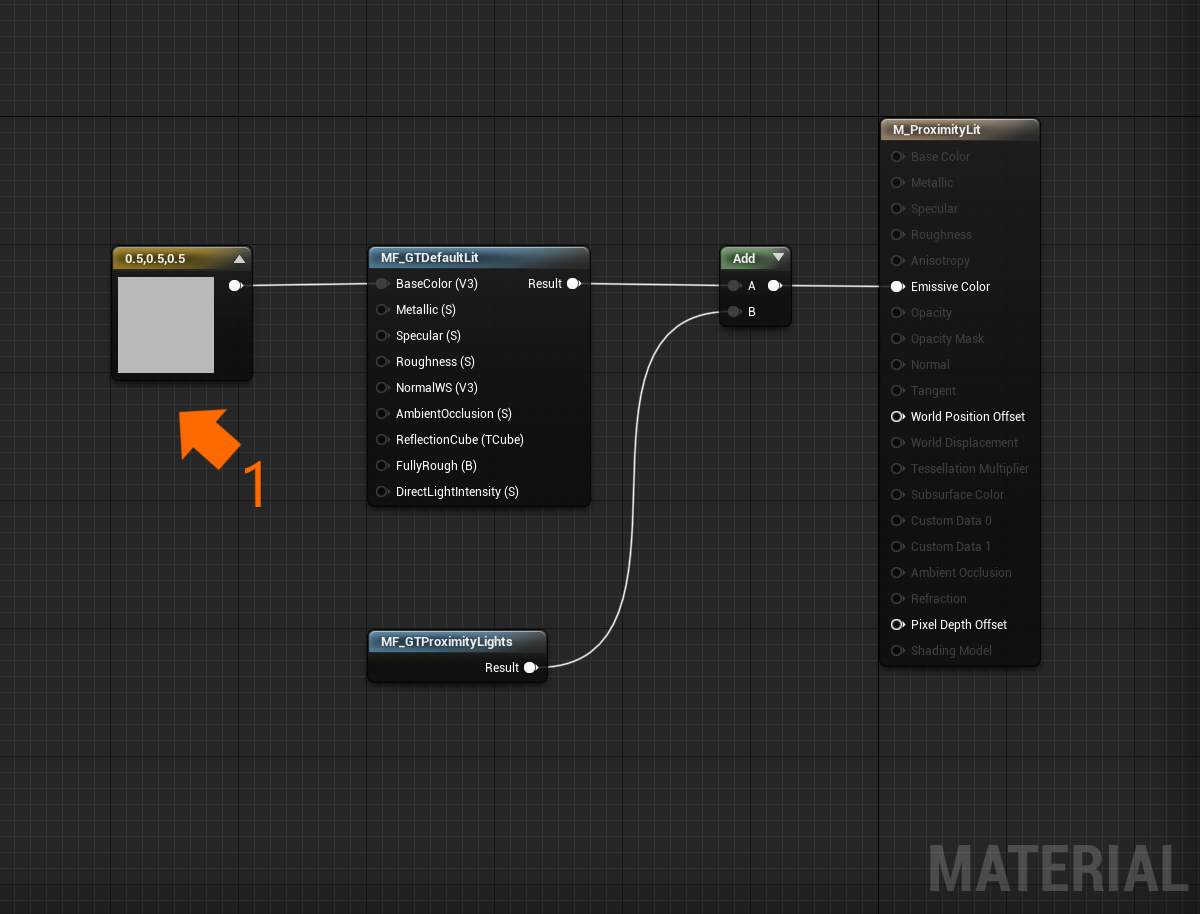 0.5,0.5,0.5
1
MF_GTDefaultLit
BaseColor (V3)
Result
Metallic (S)
Specular (S)
Roughness (S)
NormalWS (V3)
AmbientOcclusion (S)
ReflectionCube (TCube)
FullyRough (B)
DirectLightIntensity (S)
MF_GTProximityLights
Result
Add
A
B
M_ProximityLit
Base Color
Metallic
Specular
Roughness
Anisotropy
Emissive Color
Opacity
Opacity Mask
Normal
Tangent
World Position Offset
World Displacement
Tessellation Multiplier
Subsurface Color
Custom Data 0
Custom Data 1
Ambient Occlusion
Refraction
Pixel Depth Offset
Shading Model
MATERIAL